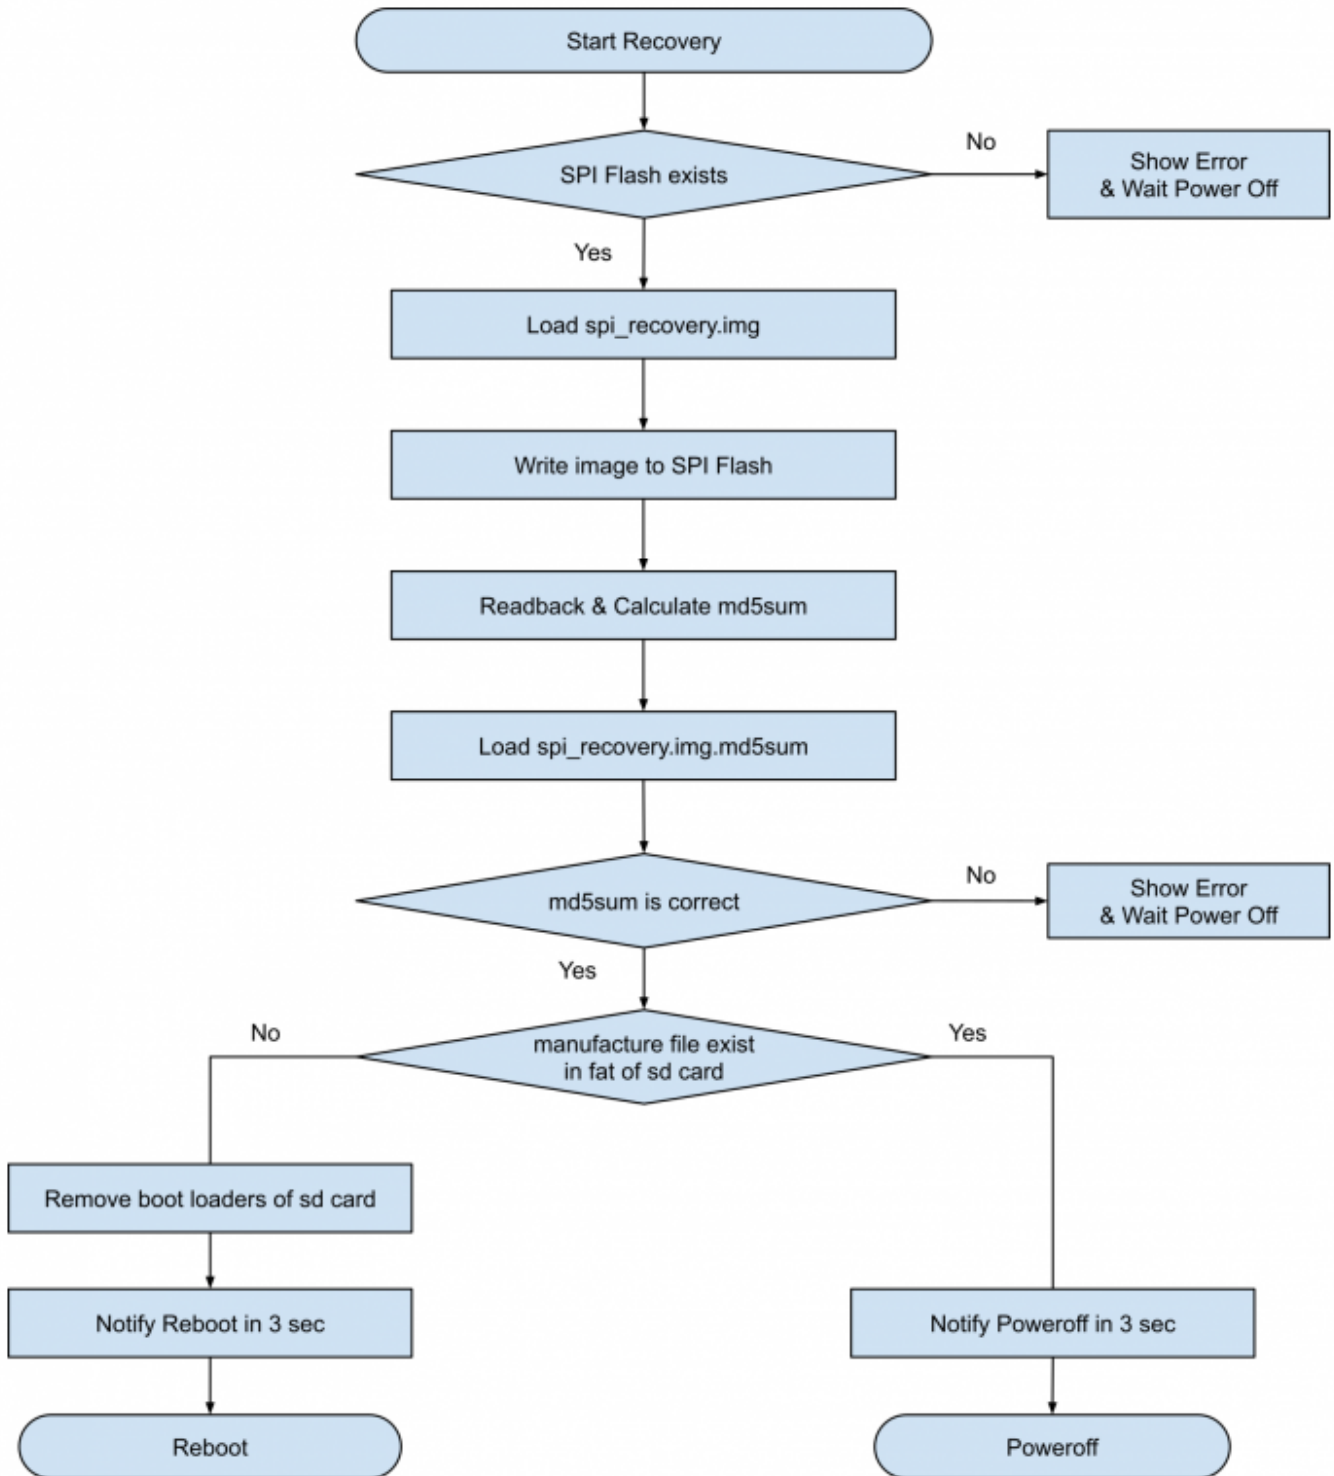 Start Recovery
SPI Flash exists
No
Show Error
& Wait Power Off
Yes
Load spi_recovery.img
Write image to SPI Flash
Readback & Calculate md5sum
Load spi_recovery.img.md5sum
md5sum is correct
No
Show Error
& Wait Power Off
Yes
No
manufacture file exist
in fat of sd card
Yes
Remove boot loaders of sd card
Notify Reboot in 3 sec
Notify Poweroff in 3 sec
Reboot
Poweroff